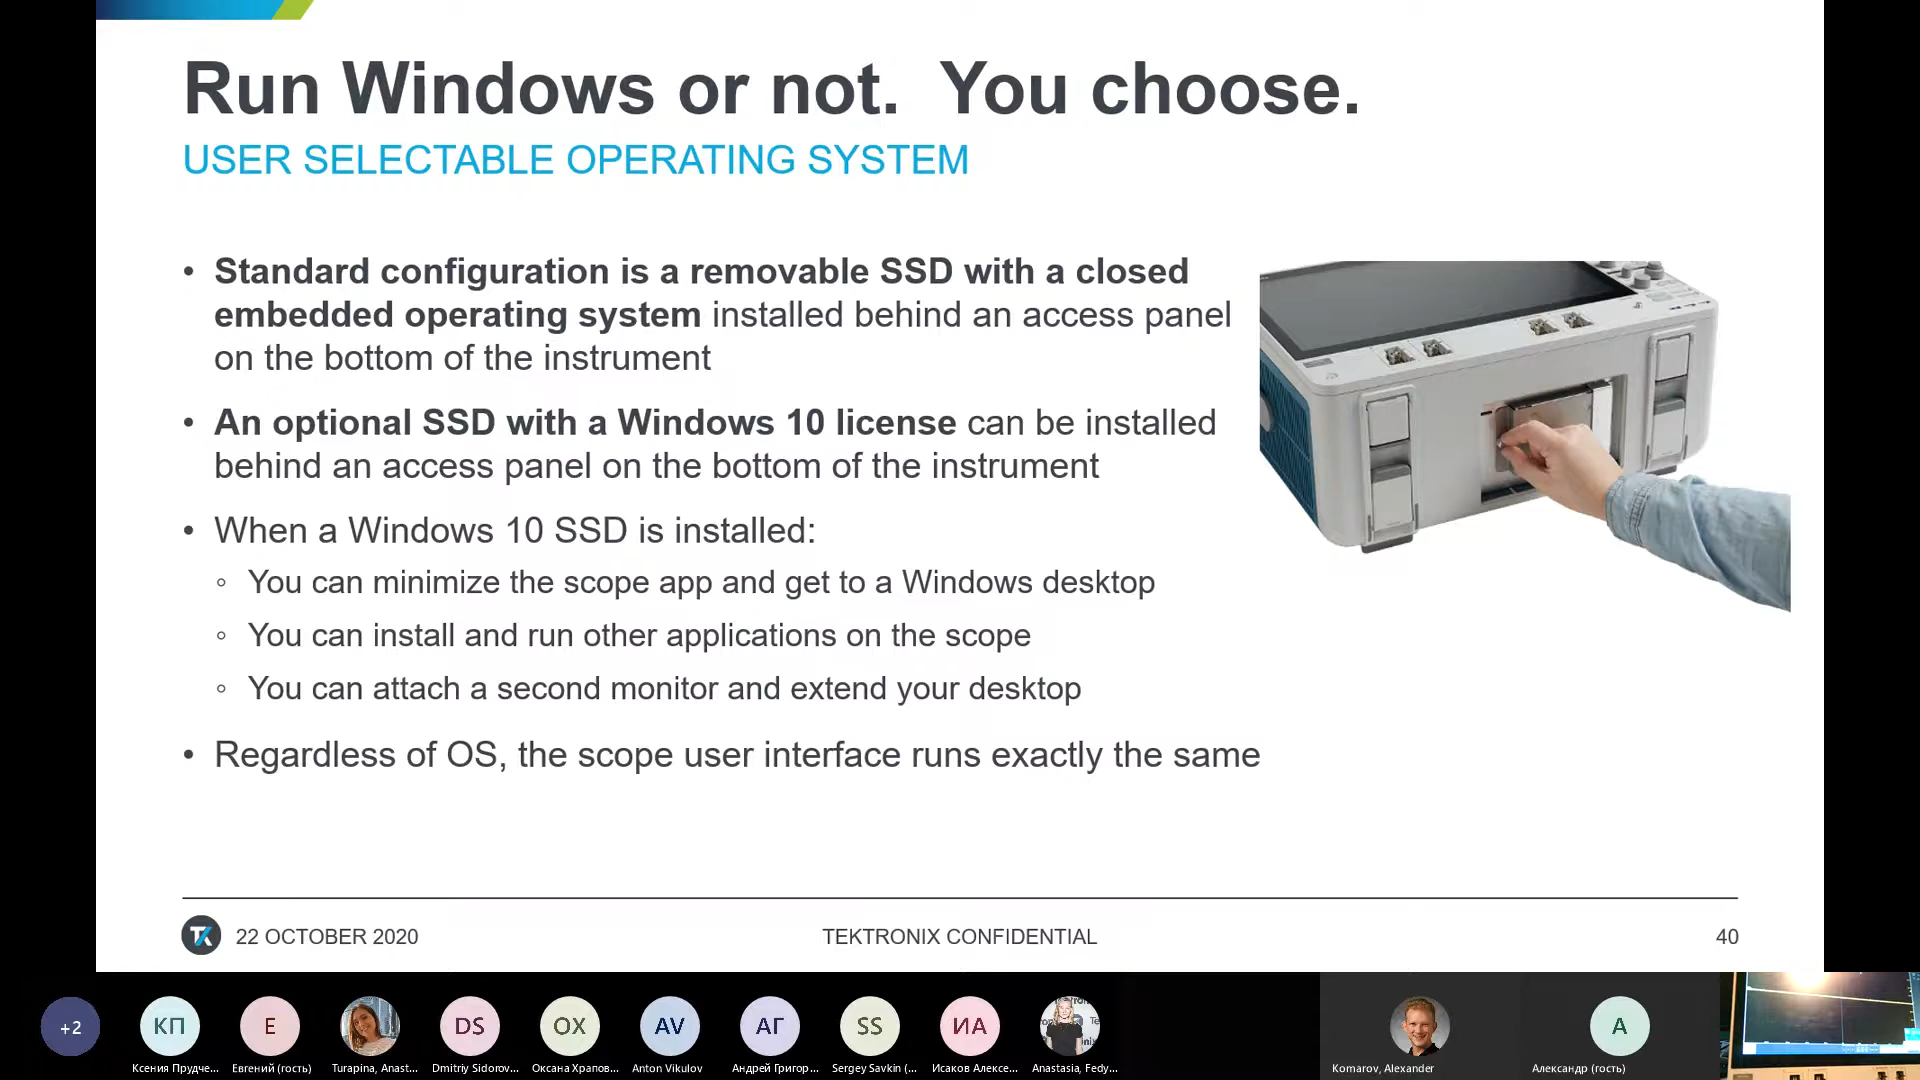 Run Windows or not. You choose.
USER SELECTABLE OPERATING SYSTEM
• Standard configuration is a removable SSD with a closed
embedded operating system installed behind an access panel
on the bottom of the instrument
• An optional SSD with a Windows 10 license can be installed
behind an access panel on the bottom of the instrument
• When a Windows 10 SSD is installed:
◦ You can minimize the scope app and get to a Windows desktop
◦ You can install and run other applications on the scope
◦ You can attach a second monitor and extend your desktop
• Regardless of OS, the scope user interface runs exactly the same
22 OCTOBER 2020
TEKTRONIX CONFIDENTIAL
40
+2
КП
Е
DS
ОХ
AV
АГ
SS
ИА
А
Ксения Прудче...
Евгений (гость)
Turapina, Anast...
Dmitriy Sidorov...
Оксана Храпов...
Anton Vikulov
Андрей Григор...
Sergey Savkin (...
Исаков Алексе...
Anastasia, Fedy...
Komarov, Alexander
Александр (гость)